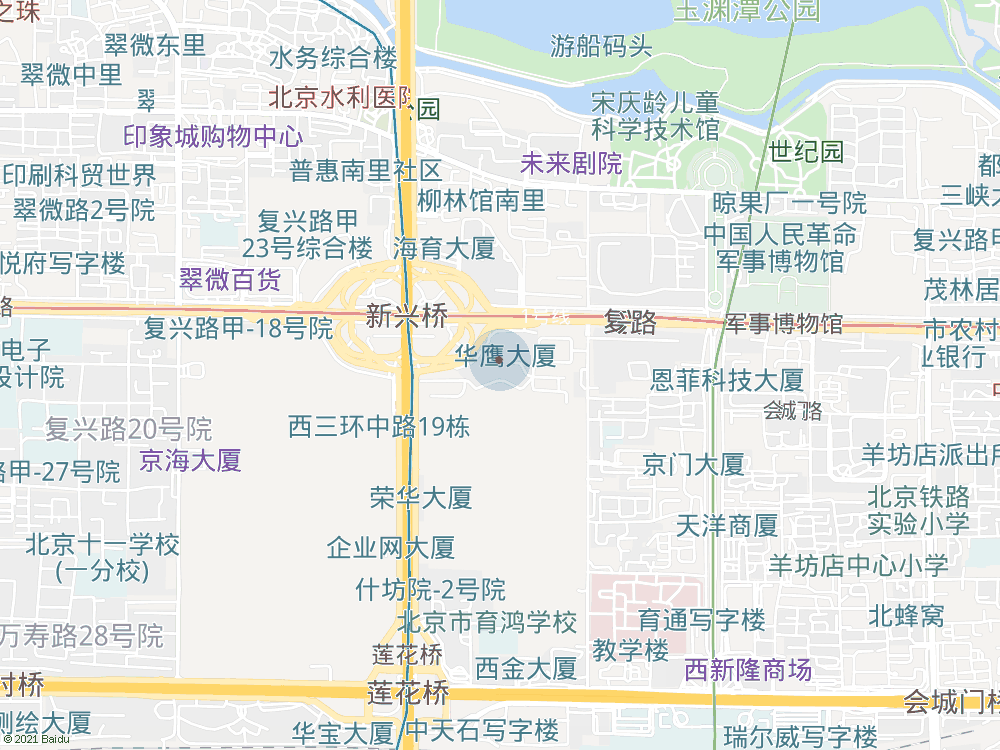 之珠
玉渊潭公园
翠微东里
游船码头
水务综合楼
翠微中里
翠
北京水利医院
公园
宋庆龄儿童
科学技术馆
印象城购物中心
世纪园
未来剧院
普惠南里社区
印刷科贸世界
柳林馆南里
晾果厂一号院
翠微路2号院
复兴路甲
23号综合楼
海育大厦
中国人民革命
军事博物馆
复兴路甲
悦府写字楼
翠微百货
茂林居
路
新兴桥
1号线
复兴路
军事博物馆
复兴路甲-18号院
市农村
业银行
电子
设计院
华鹰大厦
恩菲科技大厦
会城门路
复兴路20号院
西三环中路19栋
京海大厦
路甲-27号院
京门大厦
羊坊店派出所
荣华大厦
北京铁路
实验小学
天洋商厦
北京十一学校
(一分校)
企业网大厦
羊坊店中心小学
什坊院-2号院
北京市育鸿学校
育通写字楼
北蜂窝
万寿路28号院
教学楼
莲花桥
西金大厦
西新隆商场
村桥
莲花桥
会城门桥
测绘大厦
华宝大厦
中天石写字楼
瑞尔威写字楼
© 2021 Baidu